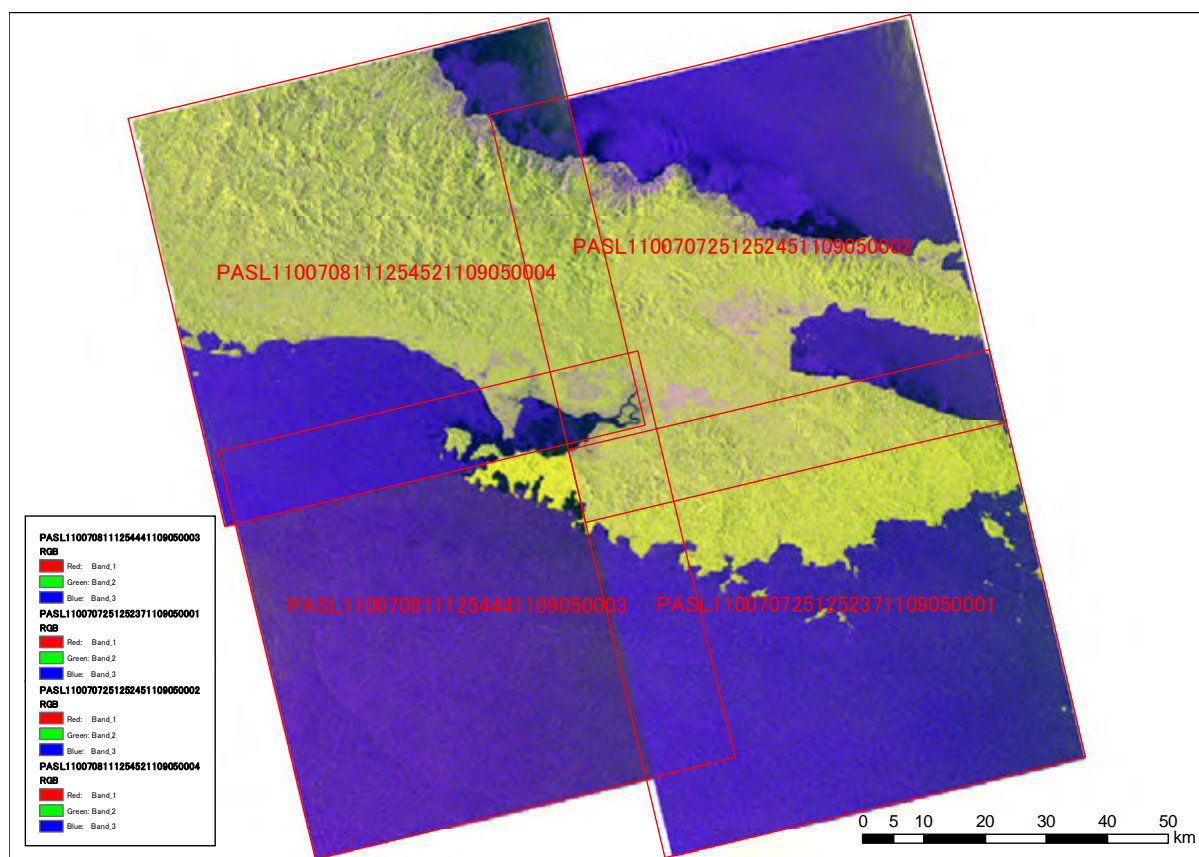 PASL1100707251252451109050002
PASL1100708111254521109050004
PASL1100708111254441109050003
PASL1100707251252371109050001
PASL1100708111254441109050003
RGB
Red: Band_1
Green: Band_2
Blue: Band_3
PASL1100707251252371109050001
RGB
Red: Band_1
Green: Band_2
Blue: Band_3
PASL1100707251252451109050002
RGB
Red: Band_1
Green: Band_2
Blue: Band_3
PASL1100708111254521109050004
RGB
Red: Band_1
Green: Band_2
Blue: Band_3
0 5 10 20 30 40 50
km